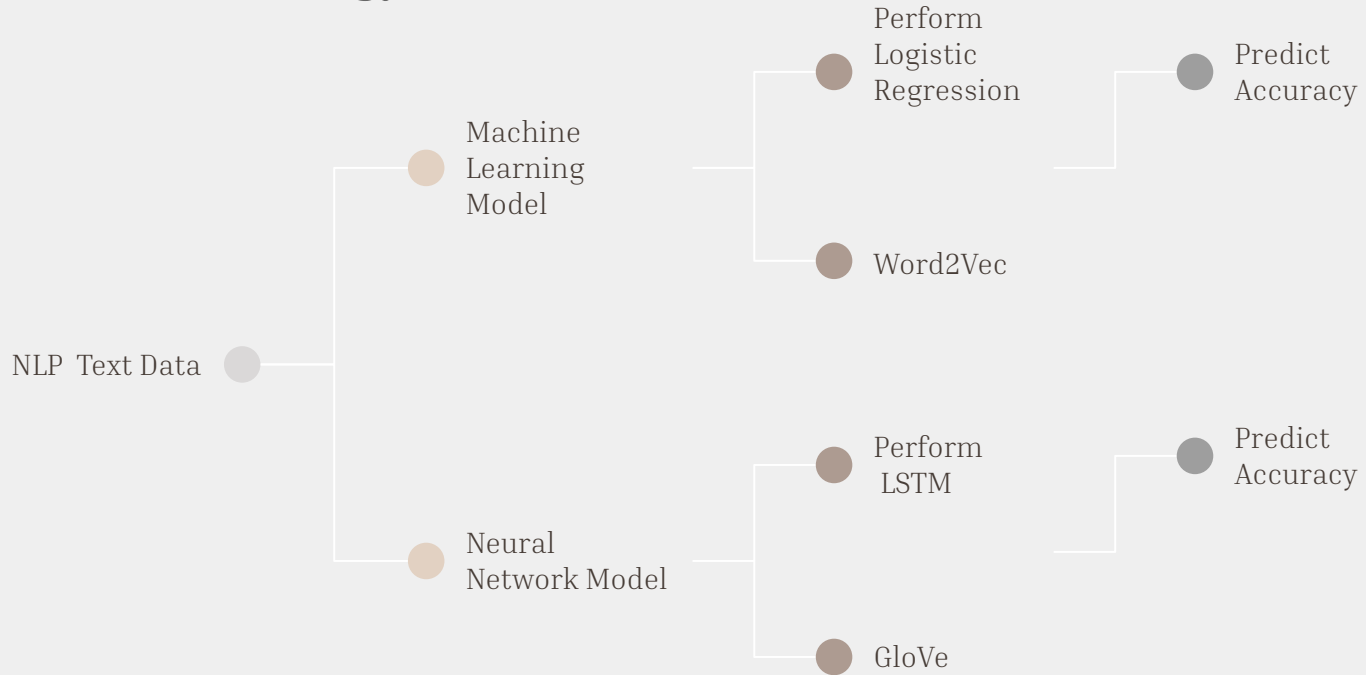 Perform
Logistic
Regression
Predict
Accuracy
Machine
Learning
Model
Word2Vec
NLP Text Data
Perform
LSTM
Predict
Accuracy
Neural
Network Model
GloVe